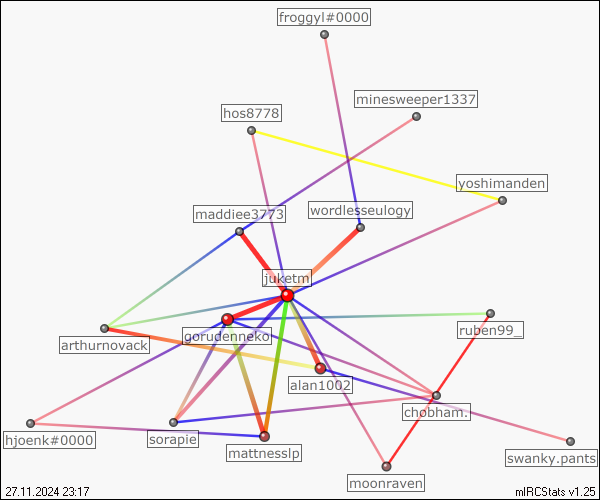 froggyl#0000
minesweeper1337
hos8778
yoshimanden
maddiee3773
wordlesseulogy
juketm
gorudenneko
ruben99_
arthurnovack
alan1002
chobham.
hjoenk#0000
sorapie
mattnesslp
swanky.pants
moonraven
27.11.2024 23:17
mIRCStats v1.25